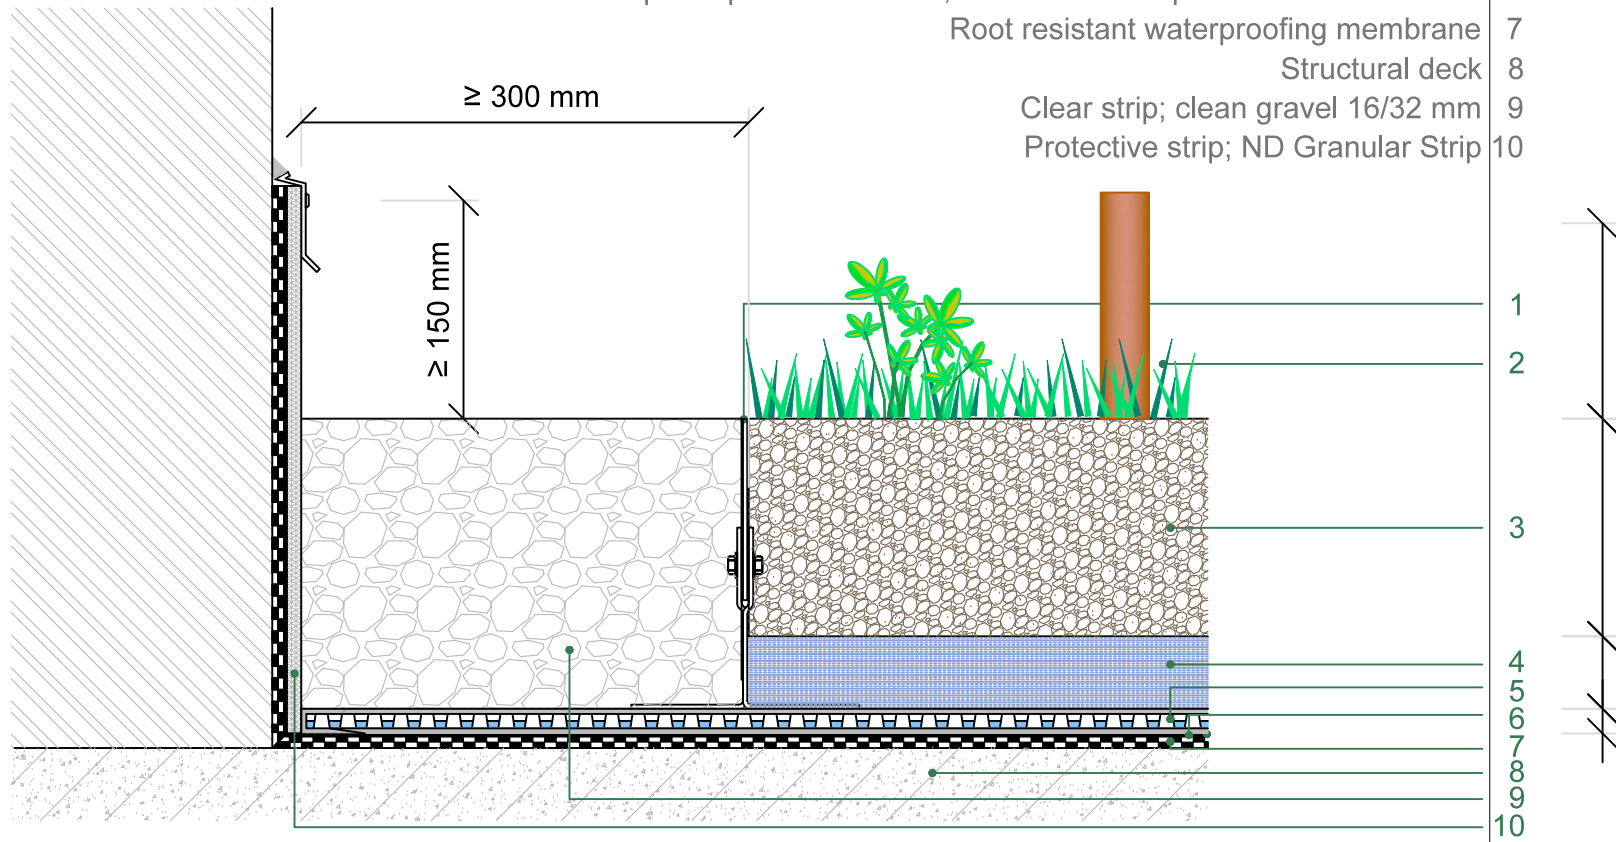 Root resistant waterproofing membrane 7
Structural deck 8
Clear strip; clean gravel 16/32 mm 9
Protective strip; ND Granular Strip 10
≥ 300 mm
≥ 150 mm
1
2
3
4
5
6
7
8
9
10